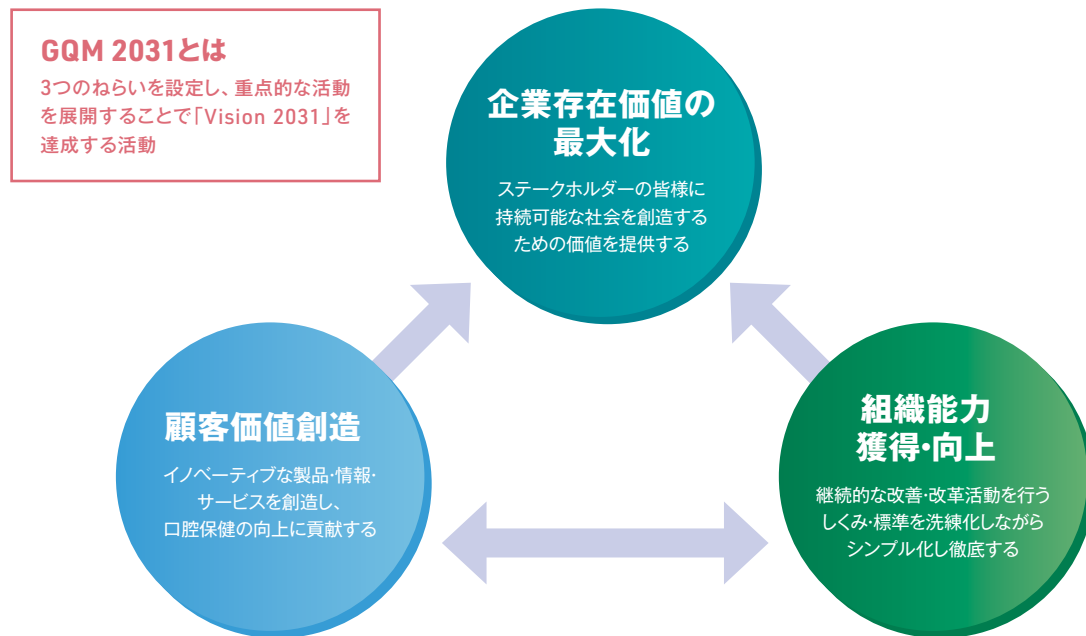 GQM 2031とは
3つのねらいを設定し、重点的な活動
を展開することで「Vision 2031」を
達成する活動
企業存在価値の
最大化
ステークホルダーの皆様に
持続可能な社会を創造する
ための価値を提供する
顧客価値創造
イノベーティブな製品・情報・
サービスを創造し、
口腔保健の向上に貢献する
組織能力
獲得・向上
継続的な改善・改革活動を行う
しくみ・標準を洗練化しながら
シンプル化し徹底する